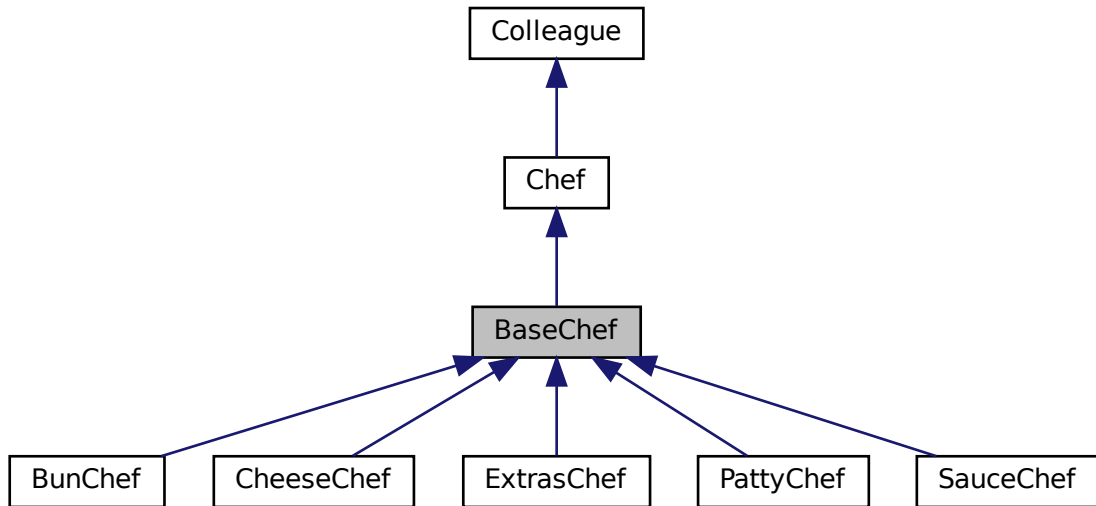 Colleague
Chef
BaseChef
BunChef
CheeseChef
ExtrasChef
PattyChef
SauceChef